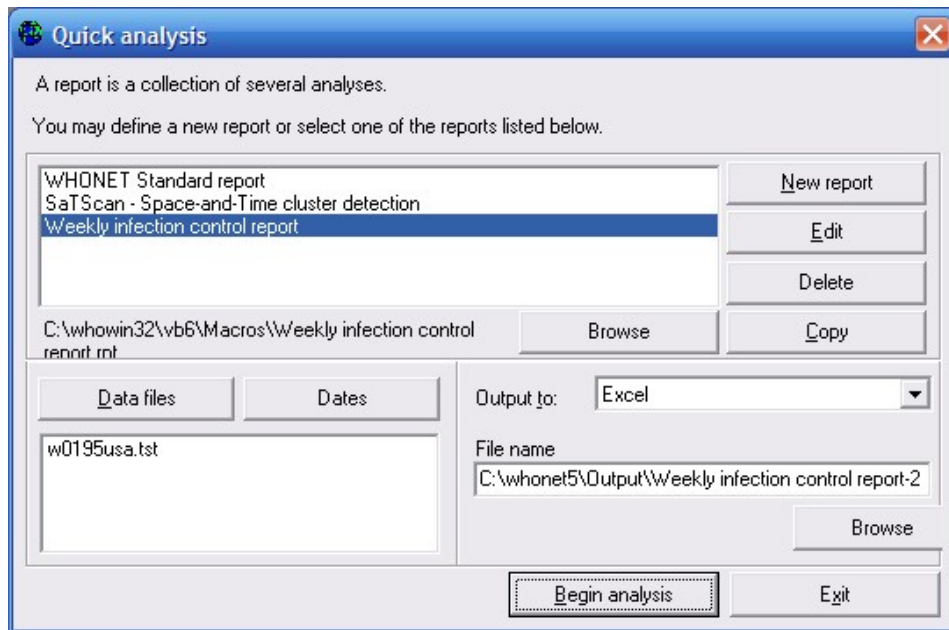 Quick analysis
A report is a collection of several analyses.
You may define a new report or select one of the reports listed below.
WHONET Standard report
SaTScan - Space-and-Time cluster detection
Weekly infection control report
New report
Edit
Delete
Copy
C:\whowin32\vb6\Macros\Weekly infection control
report.rpt
Browse
Data files
Dates
w0195usa.tst
Output to:
Excel
File name
C:\whonet5\Output\Weekly infection control report-2
Browse
Begin analysis
Exit